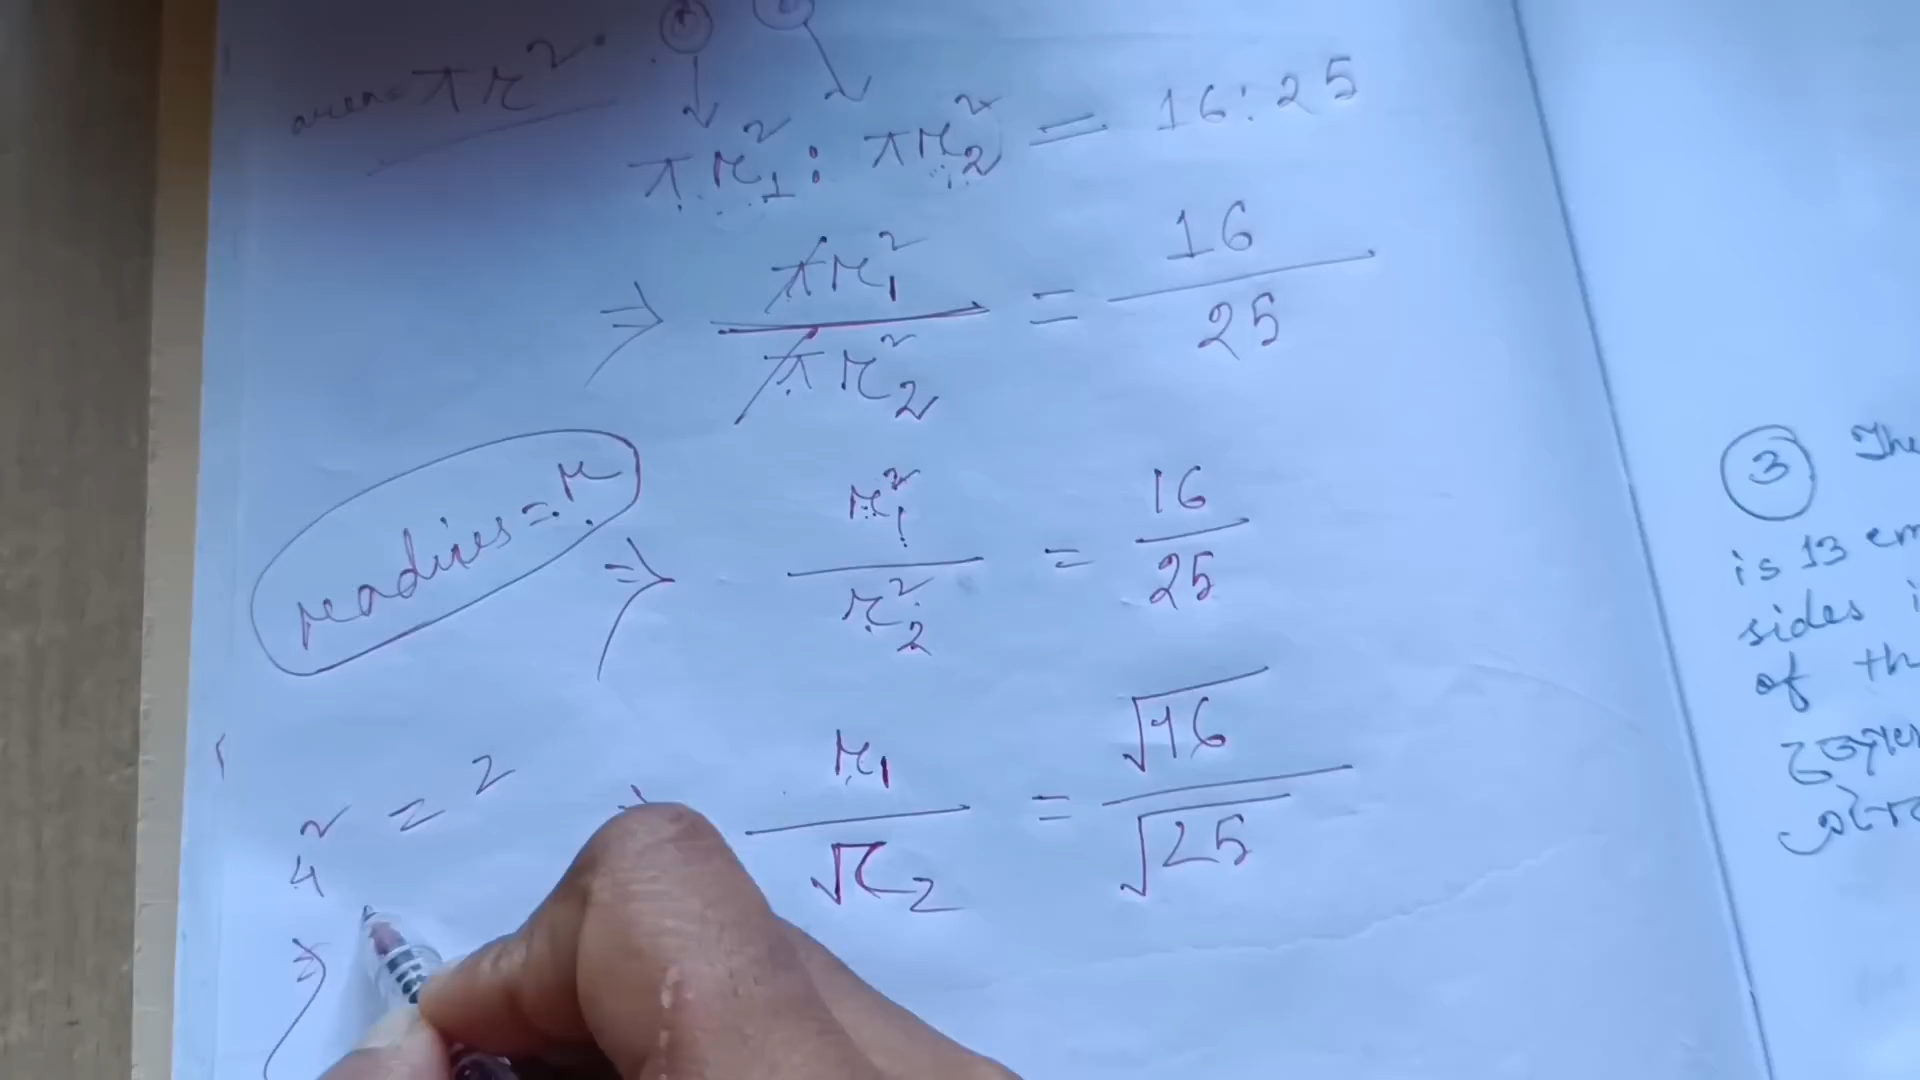 area = πr².
πr₁² : πr₂² = 16:25
⇒ πr₁²/πr₂² = 16/25
readires = r
⇒ r₁²/r₂² = 16/25
4² = 2
⇒ r₁/r₂ = √16/√25
⇒
③ The
is 13 cm
sides i
of th